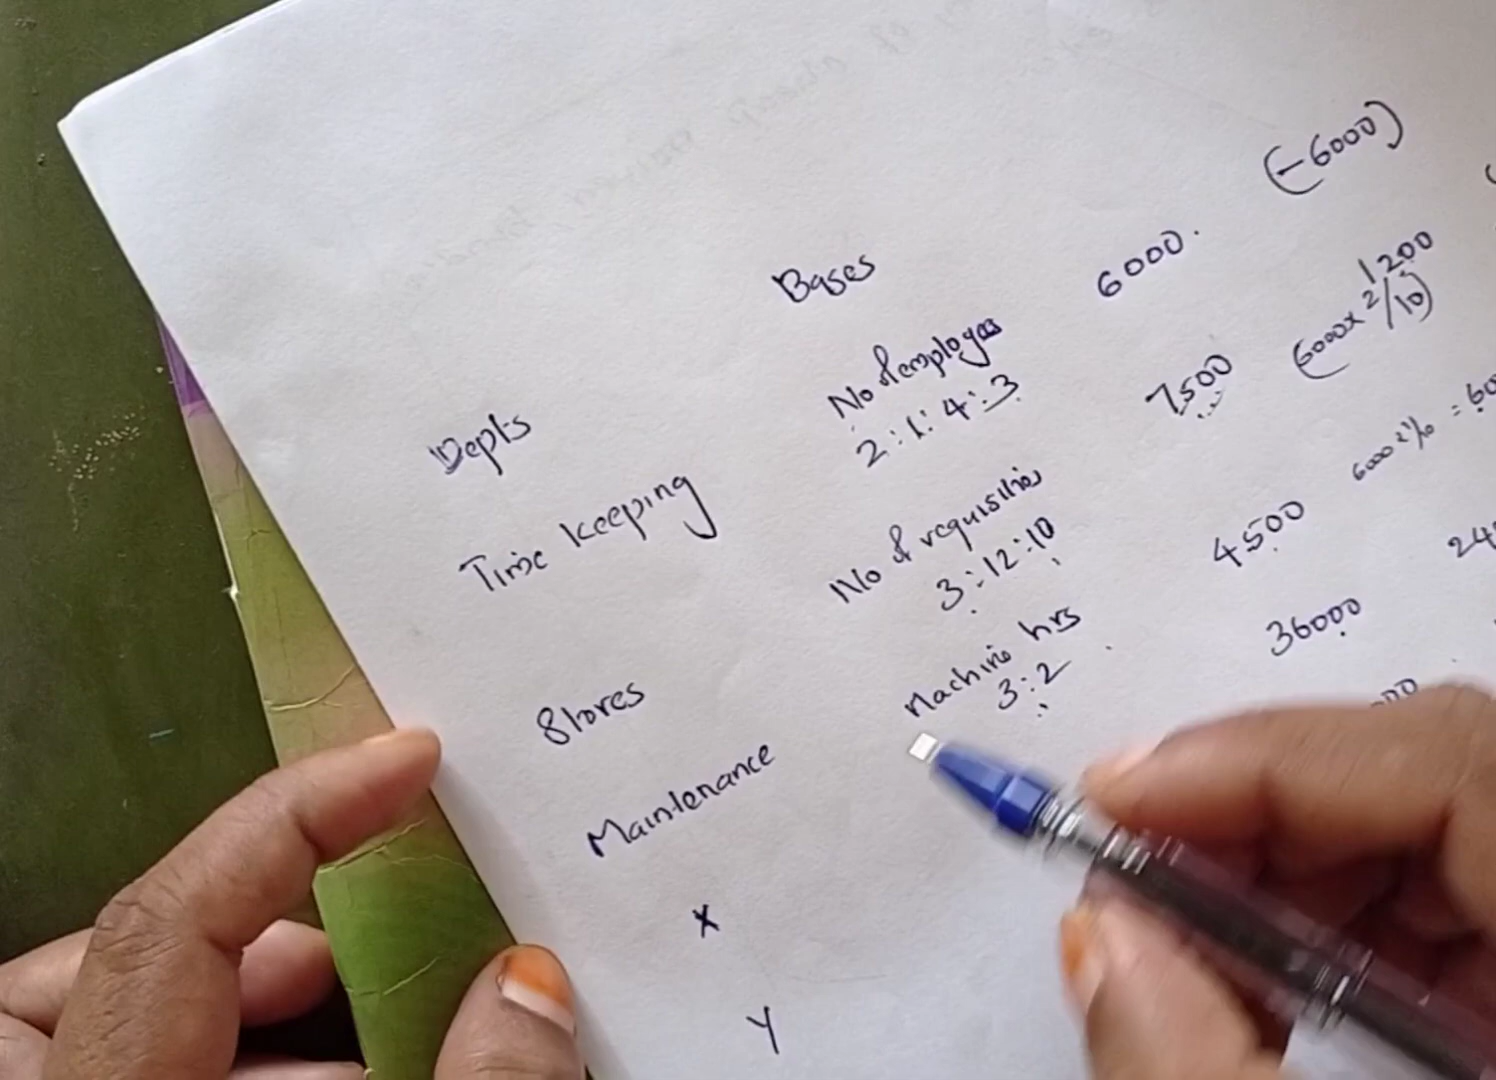 Depts
Bases
6000.
(-6000)
Time Keeping
No of employees
2:1:4:3
7500
1200
(6000x 2/10)
Stores
No of requisities
3:12:10
4500
Maintenance
Machine hrs
3:2
36000
X
Y